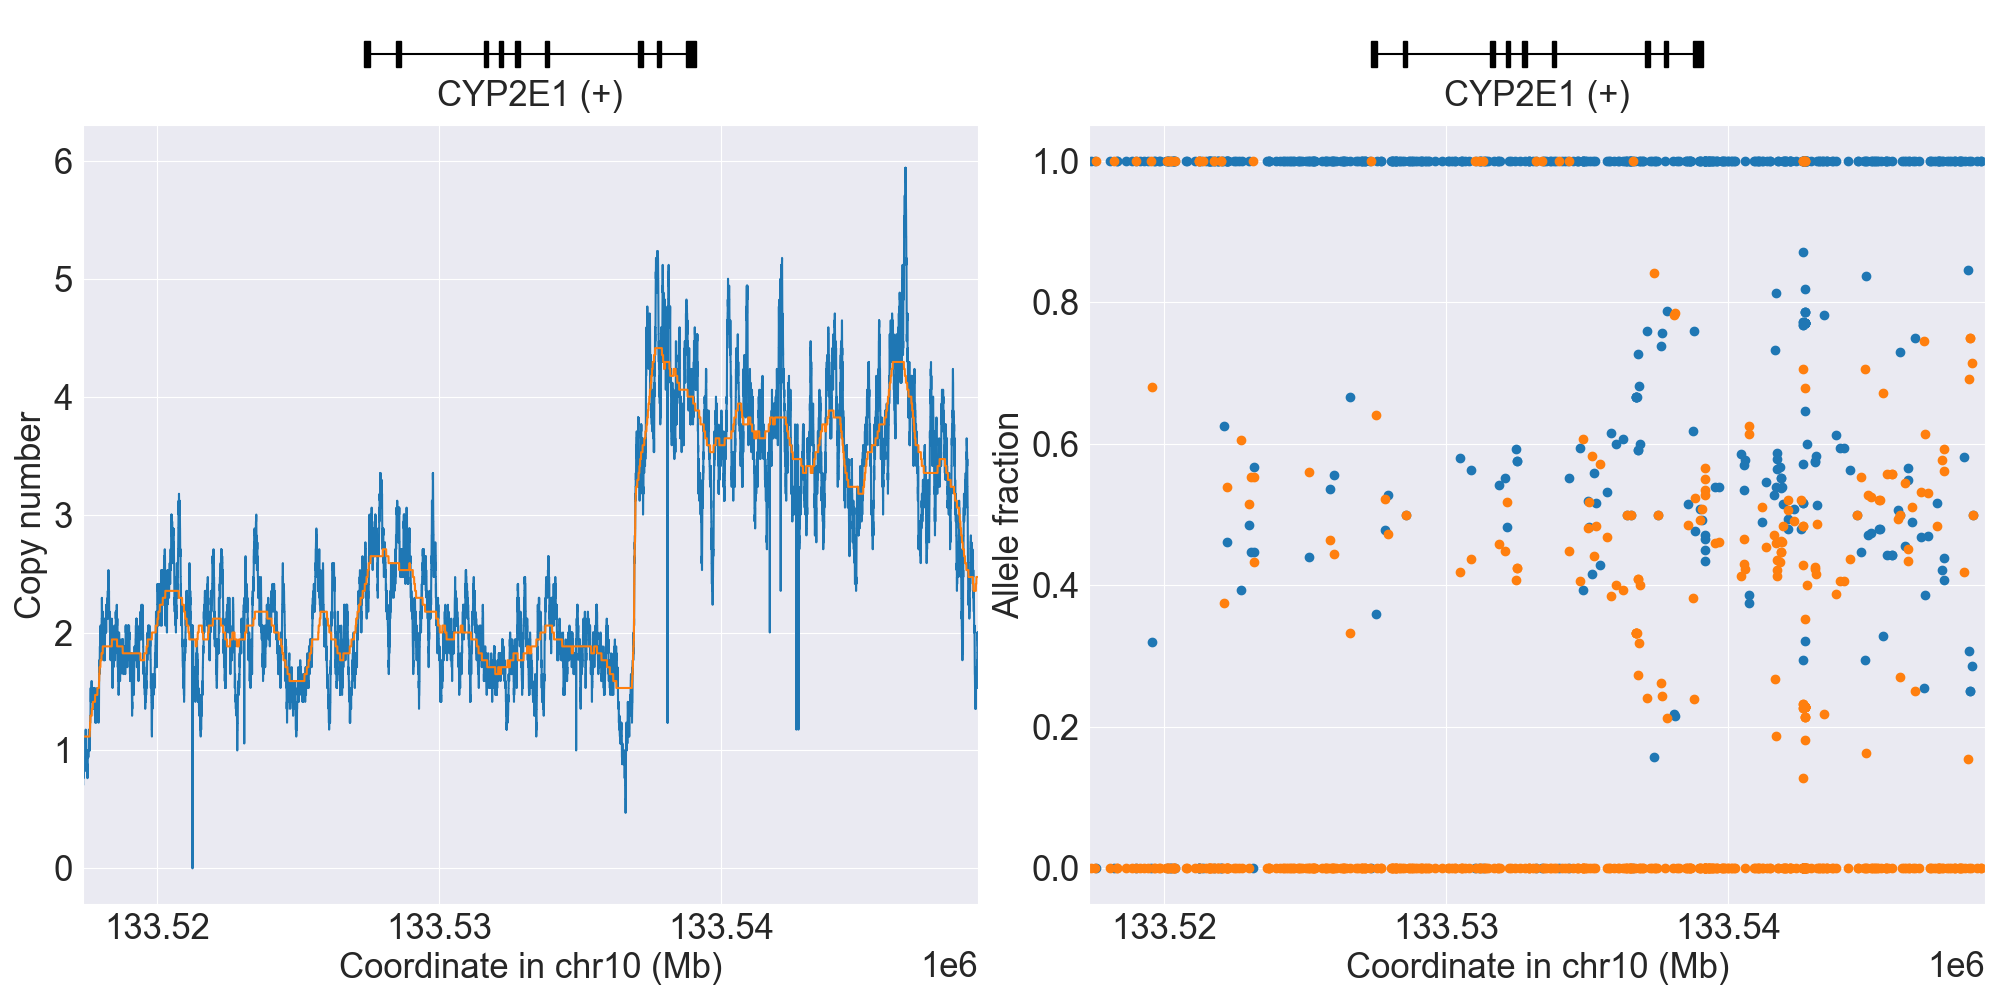 CYP2E1 (+)
CYP2E1 (+)
6
5
4
3
2
1
0
Copy number
133.52
133.53
133.54
Coordinate in chr10 (Mb)
1e6
1.0
0.8
0.6
0.4
0.2
0.0
Allele fraction
133.52
133.53
133.54
Coordinate in chr10 (Mb)
1e6